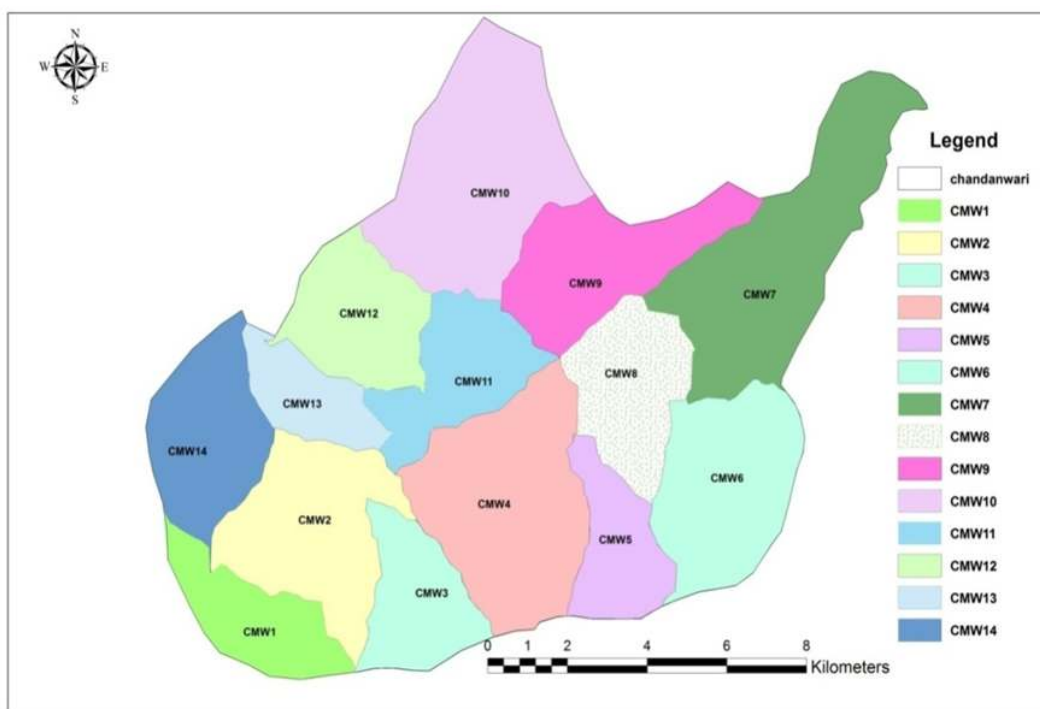 N
W E
S
CMW10
CMW7
CMW9
CMW12
CMW8
CMW11
CMW13
CMW14
CMW6
CMW4
CMW2
CMW5
CMW3
CMW1
0 1 2 4 6 8
Kilometers
Legend
chandanwari
CMW1
CMW2
CMW3
CMW4
CMW5
CMW6
CMW7
CMW8
CMW9
CMW10
CMW11
CMW12
CMW13
CMW14